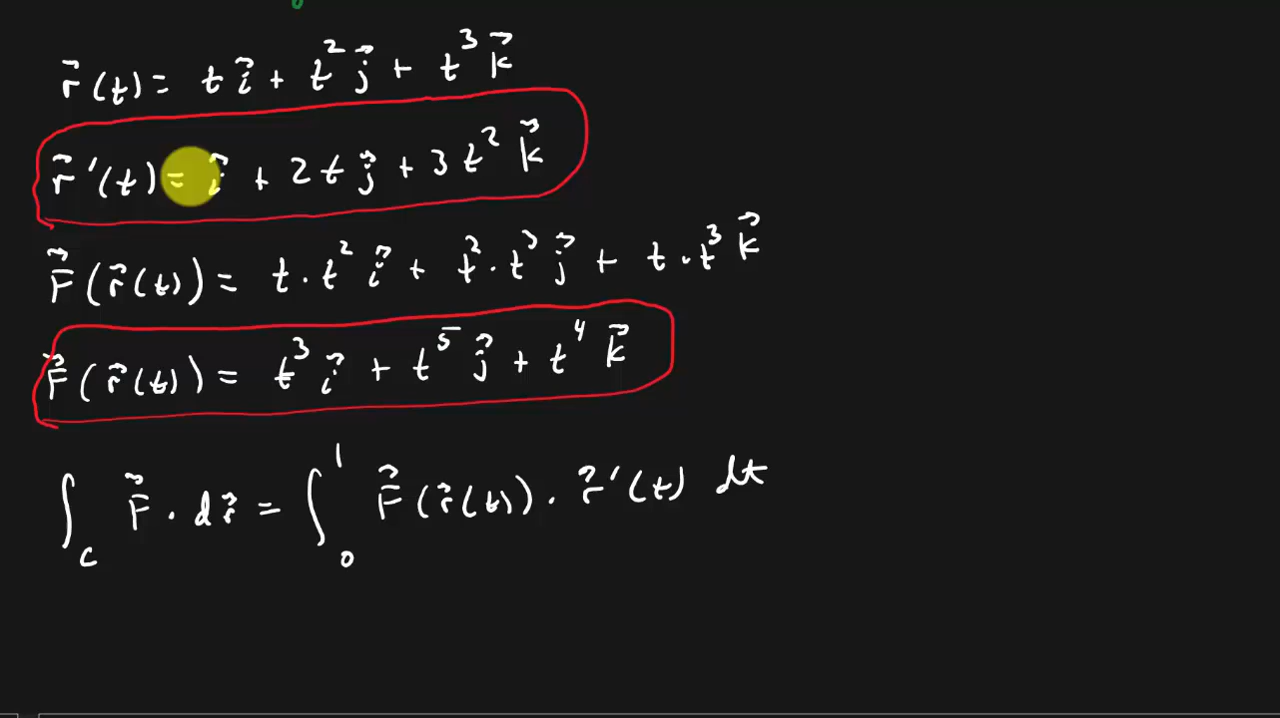 r⃗(t) = t i⃗ + t² j⃗ + t³ k⃗
r⃗'(t) = i⃗ + 2t j⃗ + 3t² k⃗
F⃗(r⃗(t)) = t · t² i⃗ + t² · t³ j⃗ + t · t³ k⃗
F⃗(r⃗(t)) = t³ i⃗ + t⁵ j⃗ + t⁴ k⃗
∫_C F⃗ · dr⃗ = ∫₀¹ F⃗(r⃗(t)) · r⃗'(t) dt